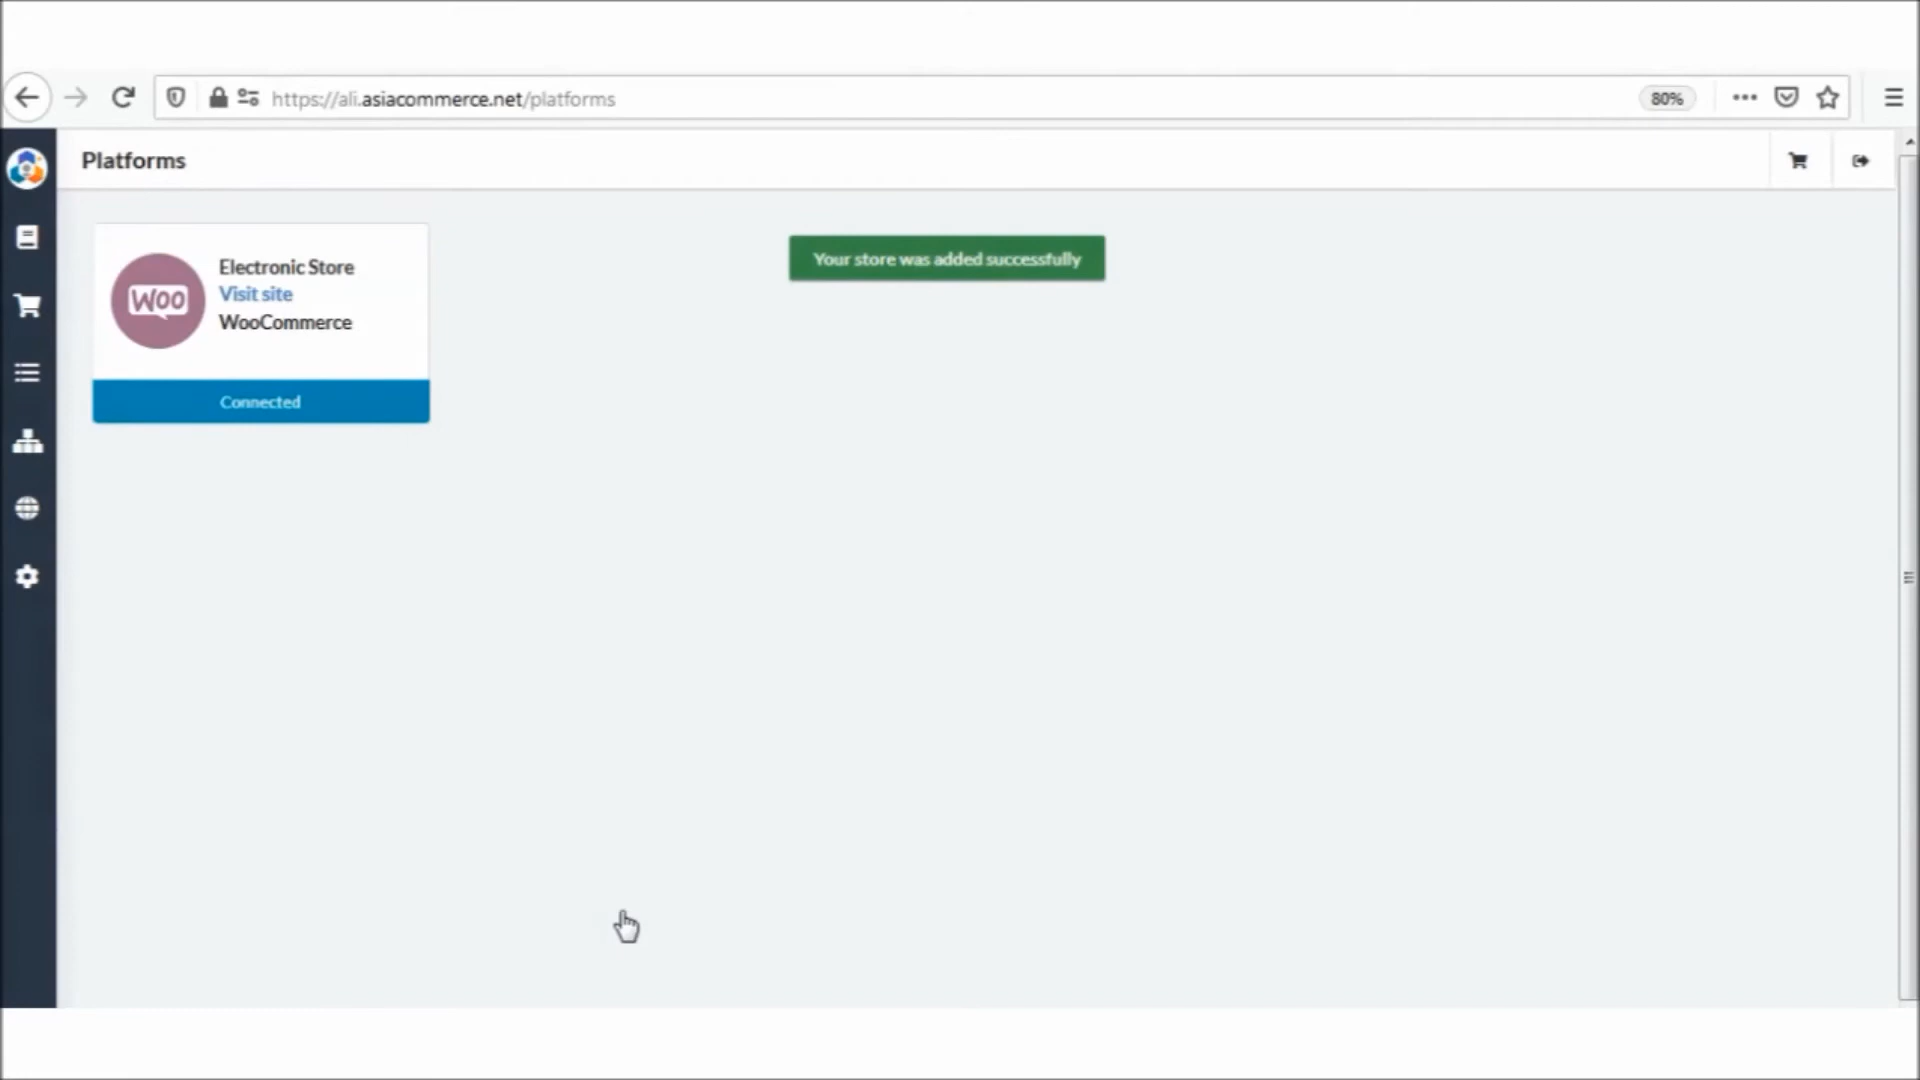 https://ali.asiacommerce.net/platforms
80%
Platforms
Your store was added successfully
Woo
Electronic Store
Visit site
WooCommerce
Connected